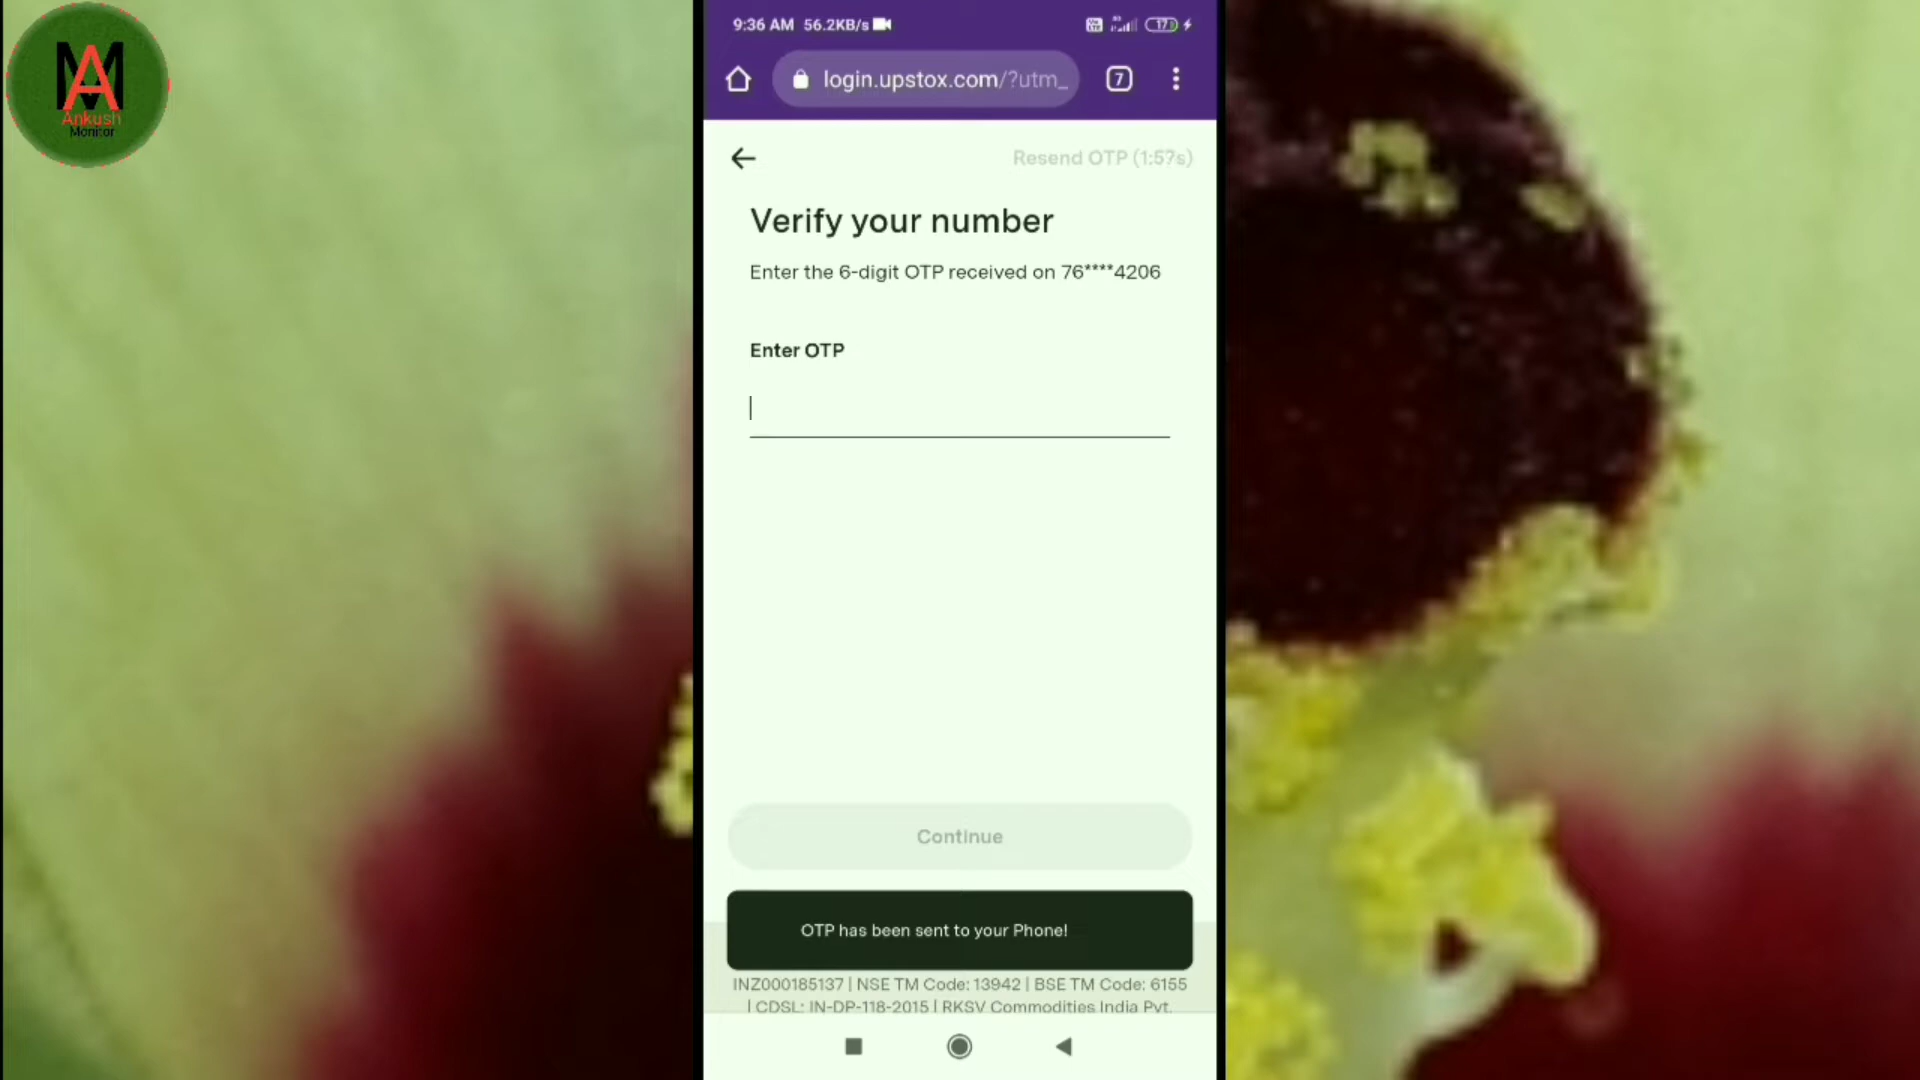 MA
Ankush
Monitor
9:36 AM 56.2KB/s
17
login.upstox.com/?utm_
7
Resend OTP (1:57s)
Verify your number
Enter the 6-digit OTP received on 76****4206
Enter OTP
Continue
OTP has been sent to your Phone!
INZ000185137 | NSE TM Code: 13942 | BSE TM Code: 6155
| CDSL: IN-DP-118-2015 | RKSV Commodities India Pvt.